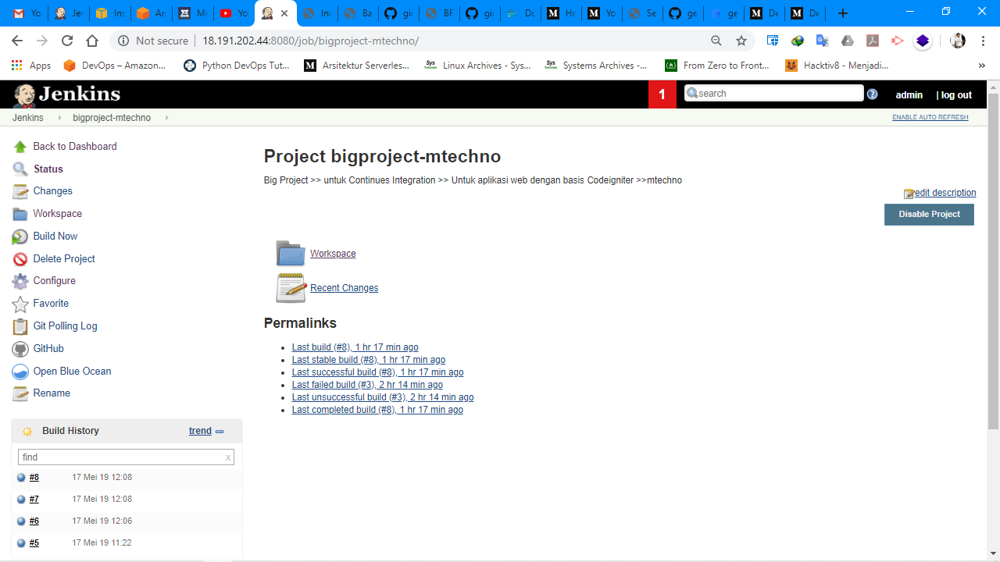 Yo
Jer
Ins
Ar
Me
Yo
Inc
Ba
gir
BF
gir
Do
Ho
Yo
Se
ge
ge
De
De
Not secure
18.191.202.44:8080/job/bigproject-mtechno/
Apps
DevOps – Amazon...
Python DevOps Tut...
Arsitektur Serverles...
Linux Archives - Sys...
Systems Archives -...
From Zero to Front...
Hacktiv8 - Menjadi...
»
Jenkins
1
search
admin
| log out
Jenkins
bigproject-mtechno
ENABLE AUTO REFRESH
Back to Dashboard
Status
Changes
Workspace
Build Now
Delete Project
Configure
Favorite
Git Polling Log
GitHub
Open Blue Ocean
Rename
Build History
trend
find
x
#8 17 Mei 19 12:08
#7 17 Mei 19 12:08
#6 17 Mei 19 12:06
#5 17 Mei 19 11:22
Project bigproject-mtechno
Big Project >> untuk Continues Integration >> Untuk aplikasi web dengan basis Codeigniter >>mtechno
edit description
Disable Project
Workspace
Recent Changes
Permalinks
Last build (#8), 1 hr 17 min ago
Last stable build (#8), 1 hr 17 min ago
Last successful build (#8), 1 hr 17 min ago
Last failed build (#3), 2 hr 14 min ago
Last unsuccessful build (#3), 2 hr 14 min ago
Last completed build (#8), 1 hr 17 min ago